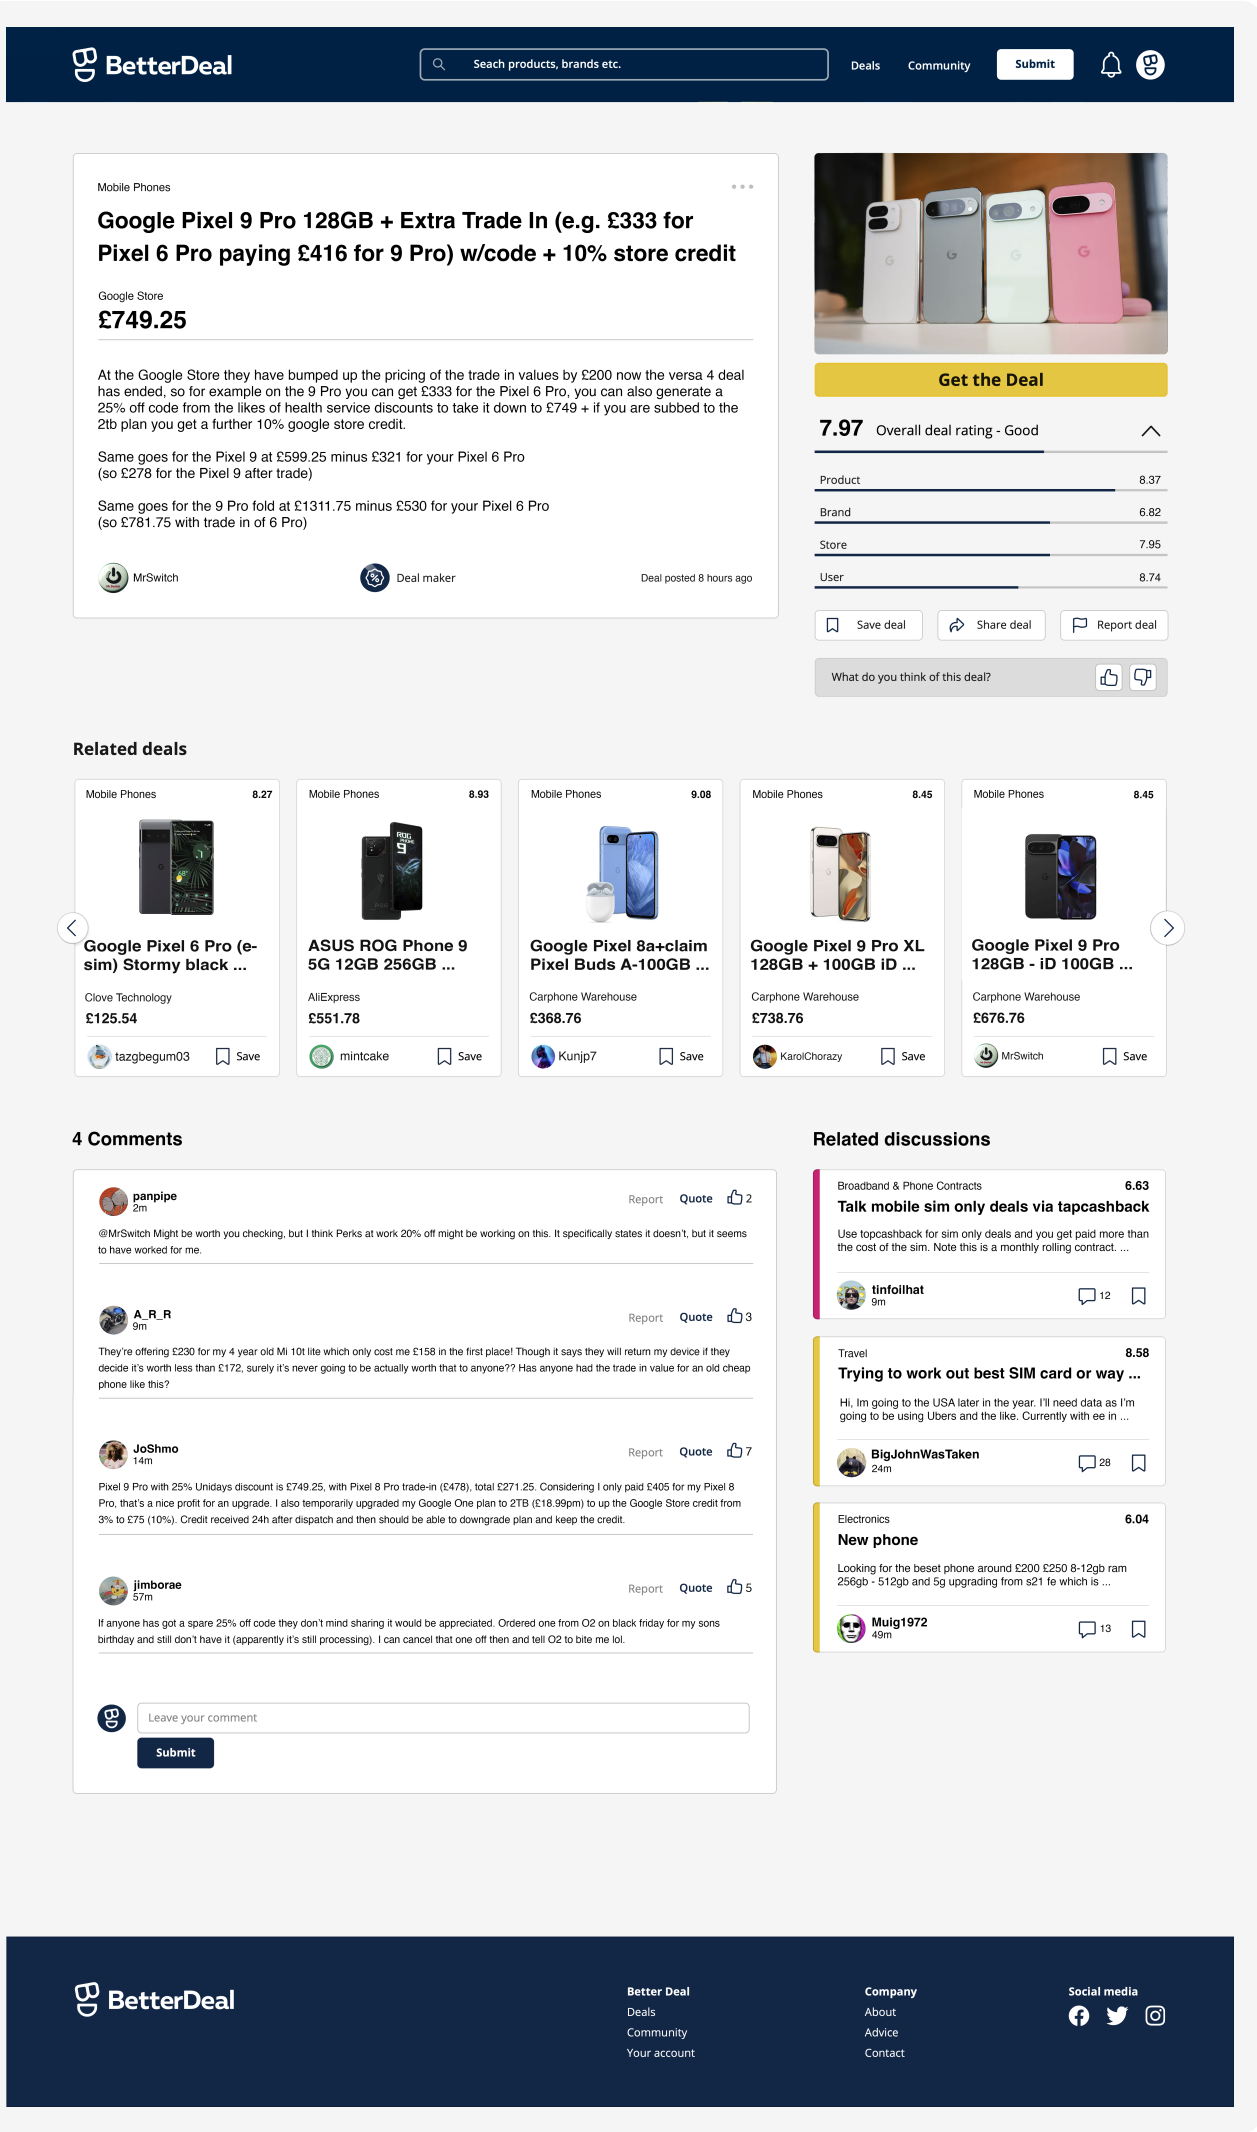 BetterDeal
Seach products, brands etc.
Deals
Community
Submit
Mobile Phones
Google Pixel 9 Pro 128GB + Extra Trade In (e.g. £333 for
Pixel 6 Pro paying £416 for 9 Pro) w/code + 10% store credit
Google Store
£749.25
At the Google Store they have bumped up the pricing of the trade in values by £200 now the versa 4 deal
has ended, so for example on the 9 Pro you can get £333 for the Pixel 6 Pro, you can also generate a
25% off code from the likes of health service discounts to take it down to £749 + if you are subbed to the
2tb plan you get a further 10% google store credit.
Same goes for the Pixel 9 at £599.25 minus £321 for your Pixel 6 Pro
(so £278 for the Pixel 9 after trade)
Same goes for the 9 Pro fold at £1311.75 minus £530 for your Pixel 6 Pro
(so £781.75 with trade in of 6 Pro)
MrSwitch
Deal maker
Deal posted 8 hours ago
Get the Deal
7.97 Overall deal rating - Good
Product 8.37
Brand 6.82
Store 7.95
User 8.74
Save deal
Share deal
Report deal
What do you think of this deal?
Related deals
Mobile Phones 8.27
Google Pixel 6 Pro (e-
sim) Stormy black ...
Clove Technology
£125.54
tazgbegum03
Save
Mobile Phones 8.93
ROG
PHONE
9
ASUS ROG Phone 9
5G 12GB 256GB ...
AliExpress
£551.78
mintcake
Save
Mobile Phones 9.08
Google Pixel 8a+claim
Pixel Buds A-100GB ...
Carphone Warehouse
£368.76
Kunjp7
Save
Mobile Phones 8.45
Google Pixel 9 Pro XL
128GB + 100GB iD ...
Carphone Warehouse
£738.76
KarolChorazy
Save
Mobile Phones 8.45
Google Pixel 9 Pro
128GB - iD 100GB ...
Carphone Warehouse
£676.76
MrSwitch
Save
4 Comments
panpipe
2m
Report Quote 2
@MrSwitch Might be worth you checking, but I think Perks at work 20% off might be working on this. It specifically states it doesn't, but it seems
to have worked for me.
A_R_R
9m
Report Quote 3
They're offering £230 for my 4 year old Mi 10t lite which only cost me £158 in the first place! Though it says they will return my device if they
decide it's worth less than £172, surely it's never going to be actually worth that to anyone?? Has anyone had the trade in value for an old cheap
phone like this?
JoShmo
14m
Report Quote 7
Pixel 9 Pro with 25% Unidays discount is £749.25, with Pixel 8 Pro trade-in (£478), total £271.25. Considering I only paid £405 for my Pixel 8
Pro, that's a nice profit for an upgrade. I also temporarily upgraded my Google One plan to 2TB (£18.99pm) to up the Google Store credit from
3% to £75 (10%). Credit received 24h after dispatch and then should be able to downgrade plan and keep the credit.
jimborae
57m
Report Quote 5
If anyone has got a spare 25% off code they don't mind sharing it would be appreciated. Ordered one from O2 on black friday for my sons
birthday and still don't have it (apparently it's still processing). I can cancel that one off then and tell O2 to bite me lol.
Leave your comment
Submit
Related discussions
Broadband & Phone Contracts 6.63
Talk mobile sim only deals via tapcashback
Use topcashback for sim only deals and you get paid more than
the cost of the sim. Note this is a monthly rolling contract. ...
tinfoilhat
9m
12
Travel 8.58
Trying to work out best SIM card or way ...
Hi, Im going to the USA later in the year. I'll need data as I'm
going to be using Ubers and the like. Currently with ee in ...
BigJohnWasTaken
24m
28
Electronics 6.04
New phone
Looking for the beset phone around £200 £250 8-12gb ram
256gb - 512gb and 5g upgrading from s21 fe which is ...
Muig1972
49m
13
BetterDeal
Better Deal
Deals
Community
Your account
Company
About
Advice
Contact
Social media